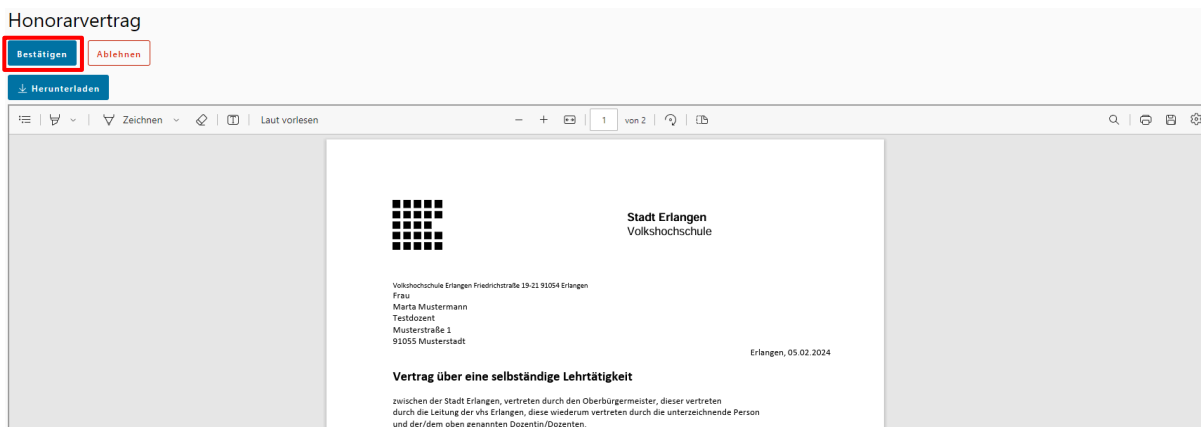 Honorarvertrag
Bestätigen Ablehnen
Herunterladen
Zeichnen Laut vorlesen 1 von 2
Stadt Erlangen
Volkshochschule
Volkshochschule Erlangen Friedrichstraße 19-21 91054 Erlangen
Frau
Marta Mustermann
Testdozent
Musterstraße 1
91055 Musterstadt
Erlangen, 05.02.2024
Vertrag über eine selbständige Lehrtätigkeit
zwischen der Stadt Erlangen, vertreten durch den Oberbürgermeister, dieser vertreten
durch die Leitung der vhs Erlangen, diese wiederum vertreten durch die unterzeichnende Person
und der/dem oben genannten Dozentin/Dozenten.